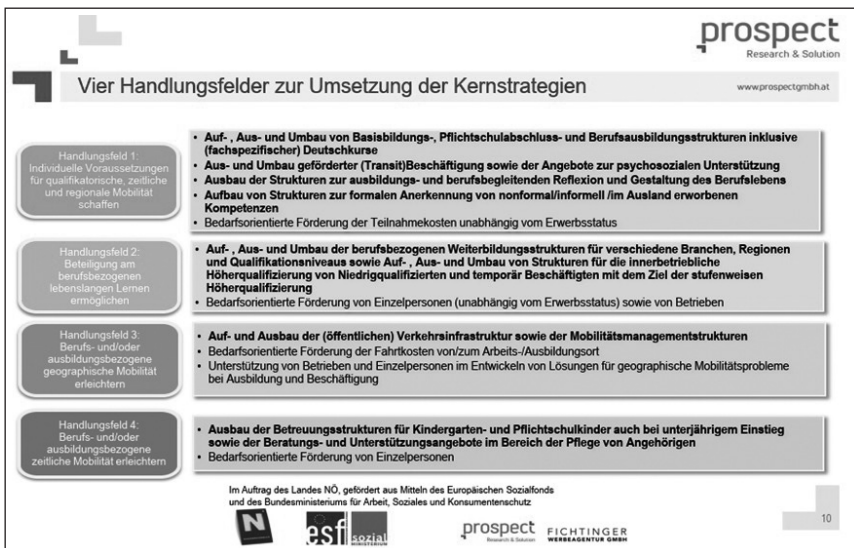 prospect
Research & Solution
Vier Handlungsfelder zur Umsetzung der Kernstrategien
www.prospectgmbh.at
Handlungsfeld 1:
Individuelle Voraussetzungen
für qualifikatorische, zeitliche
und regionale Mobilität
schaffen
• Auf- , Aus- und Umbau von Basisbildungs-, Pflichtschulabschluss- und Berufsausbildungsstrukturen inklusive
(fachspezifischer) Deutschkurse
• Aus- und Umbau geförderter (Transit)Beschäftigung sowie der Angebote zur psychosozialen Unterstützung
• Ausbau der Strukturen zur ausbildungs- und berufsbegleitenden Reflexion und Gestaltung des Berufslebens
• Aufbau von Strukturen zur formalen Anerkennung von nonformal/informell /im Ausland erworbenen
Kompetenzen
• Bedarfsorientierte Förderung der Teilnahmekosten unabhängig vom Erwerbsstatus
Handlungsfeld 2:
Beteiligung am
berufsbezogenen
lebenslangen Lernen
ermöglichen
• Auf- , Aus- und Umbau der berufsbezogenen Weiterbildungsstrukturen für verschiedene Branchen, Regionen
und Qualifikationsniveaus sowie Auf- , Aus- und Umbau von Strukturen für die innerbetriebliche
Höherqualifizierung von Niedrigqualifizierten und temporär Beschäftigten mit dem Ziel der stufenweisen
Höherqualifizierung
• Bedarfsorientierte Förderung von Einzelpersonen (unabhängig vom Erwerbsstatus) sowie von Betrieben
Handlungsfeld 3:
Berufs- und/oder
ausbildungsbezogene
geographische Mobilität
erleichtern
• Auf- und Ausbau der (öffentlichen) Verkehrsinfrastruktur sowie der Mobilitätsmanagementstrukturen
• Bedarfsorientierte Förderung der Fahrtkosten von/zum Arbeits-/Ausbildungsort
• Unterstützung von Betrieben und Einzelpersonen im Entwickeln von Lösungen für geographische Mobilitätsprobleme
bei Ausbildung und Beschäftigung
Handlungsfeld 4:
Berufs- und/oder
ausbildungsbezogene
zeitliche Mobilität erleichtern
• Ausbau der Betreuungsstrukturen für Kindergarten- und Pflichtschulkinder auch bei unterjährigem Einstieg
sowie der Beratungs- und Unterstützungsangebote im Bereich der Pflege von Angehörigen
• Bedarfsorientierte Förderung von Einzelpersonen
Im Auftrag des Landes NÖ, gefördert aus Mitteln des Europäischen Sozialfonds
und des Bundesministeriums für Arbeit, Soziales und Konsumentenschutz
N
esf sozial
MINISTERIUM
prospect
Research & Solution
FICHTINGER
WERBEAGENTUR GMBH
10